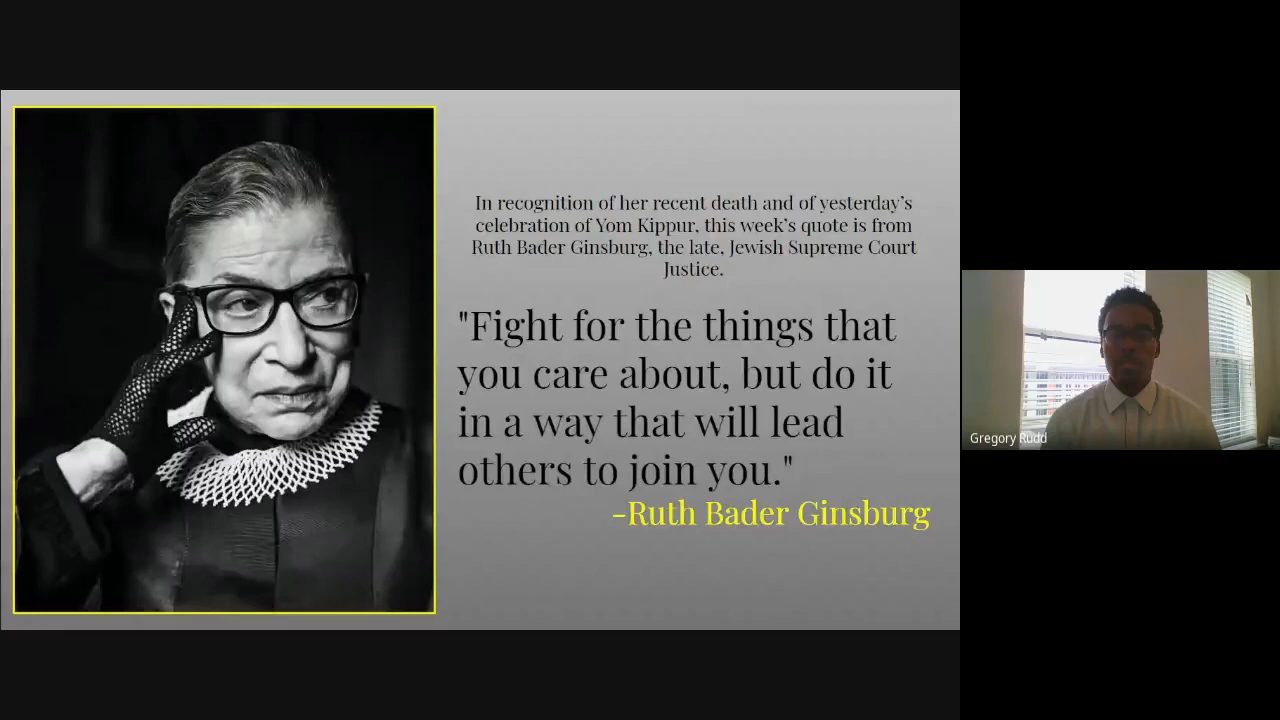 In recognition of her recent death and of yesterday's
celebration of Yom Kippur, this week's quote is from
Ruth Bader Ginsburg, the late, Jewish Supreme Court
Justice.
"Fight for the things that
you care about, but do it
in a way that will lead
others to join you."
-Ruth Bader Ginsburg
Gregory Rudd